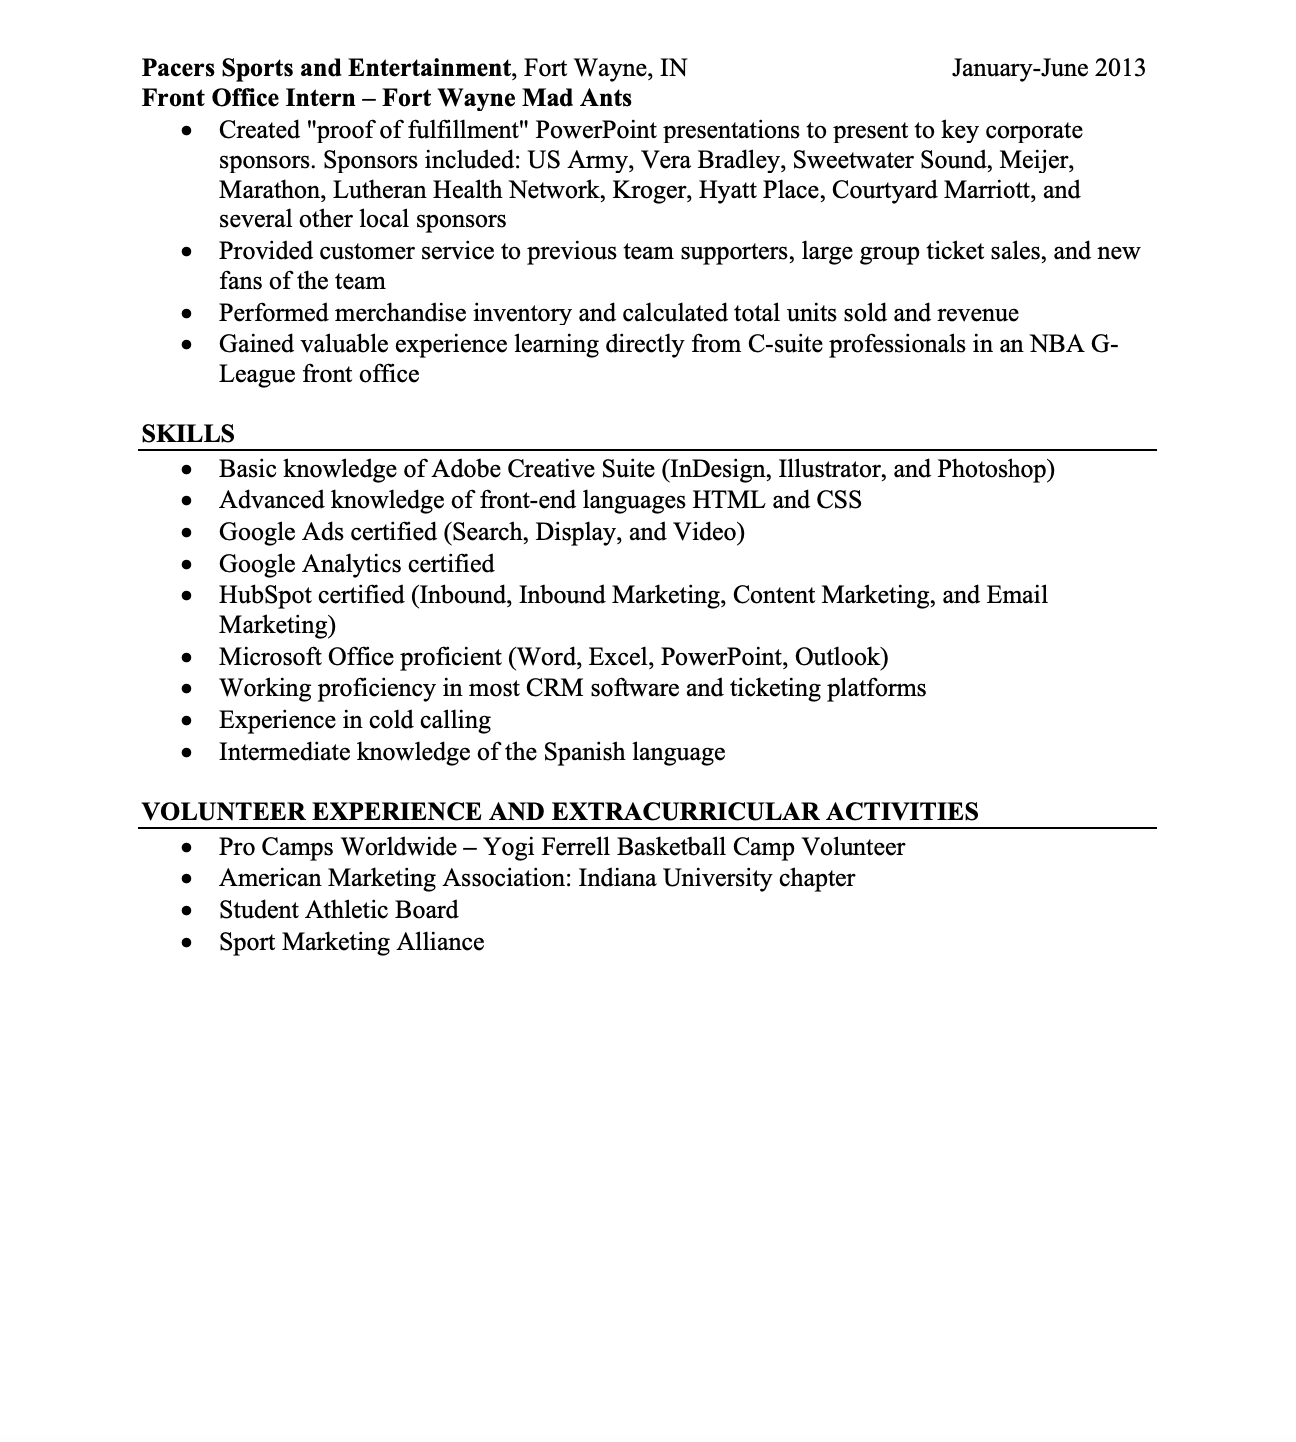 Pacers Sports and Entertainment, Fort Wayne, IN January-June 2013
Front Office Intern – Fort Wayne Mad Ants
• Created "proof of fulfillment" PowerPoint presentations to present to key corporate
sponsors. Sponsors included: US Army, Vera Bradley, Sweetwater Sound, Meijer,
Marathon, Lutheran Health Network, Kroger, Hyatt Place, Courtyard Marriott, and
several other local sponsors
• Provided customer service to previous team supporters, large group ticket sales, and new
fans of the team
• Performed merchandise inventory and calculated total units sold and revenue
• Gained valuable experience learning directly from C-suite professionals in an NBA G-
League front office
SKILLS
• Basic knowledge of Adobe Creative Suite (InDesign, Illustrator, and Photoshop)
• Advanced knowledge of front-end languages HTML and CSS
• Google Ads certified (Search, Display, and Video)
• Google Analytics certified
• HubSpot certified (Inbound, Inbound Marketing, Content Marketing, and Email
Marketing)
• Microsoft Office proficient (Word, Excel, PowerPoint, Outlook)
• Working proficiency in most CRM software and ticketing platforms
• Experience in cold calling
• Intermediate knowledge of the Spanish language
VOLUNTEER EXPERIENCE AND EXTRACURRICULAR ACTIVITIES
• Pro Camps Worldwide – Yogi Ferrell Basketball Camp Volunteer
• American Marketing Association: Indiana University chapter
• Student Athletic Board
• Sport Marketing Alliance